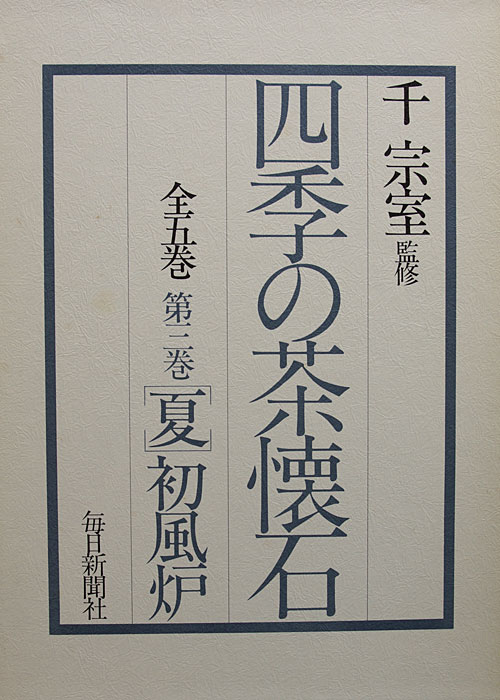 千 宗室 監修
四季の茶懐石
全五巻 第三巻 [夏] 初風炉
毎日新聞社